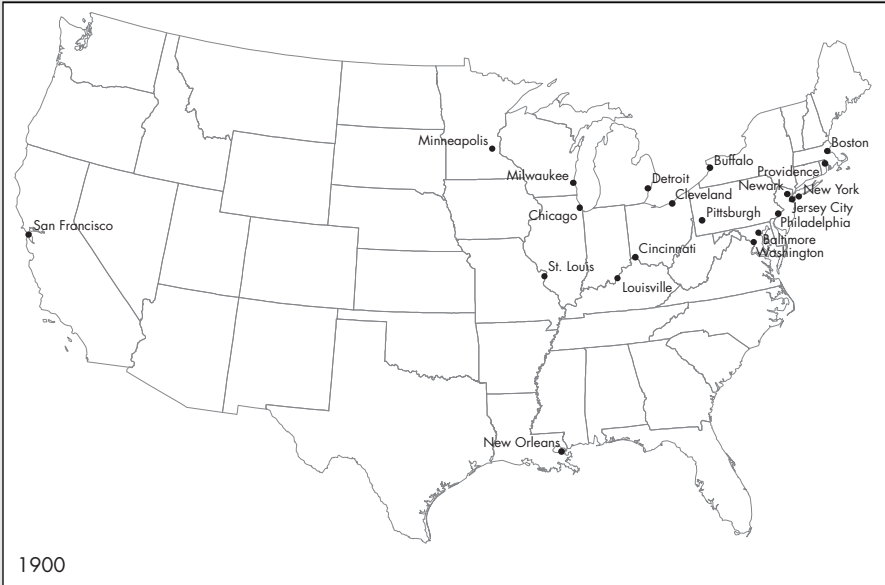 Minneapolis
Boston
Buffalo
Providence
Milwaukee
Detroit
Newark
New York
Cleveland
Jersey City
Chicago
Pittsburgh
Philadelphia
San Francisco
Baltimore
Cincinnati
Washington
St. Louis
Louisville
New Orleans
1900